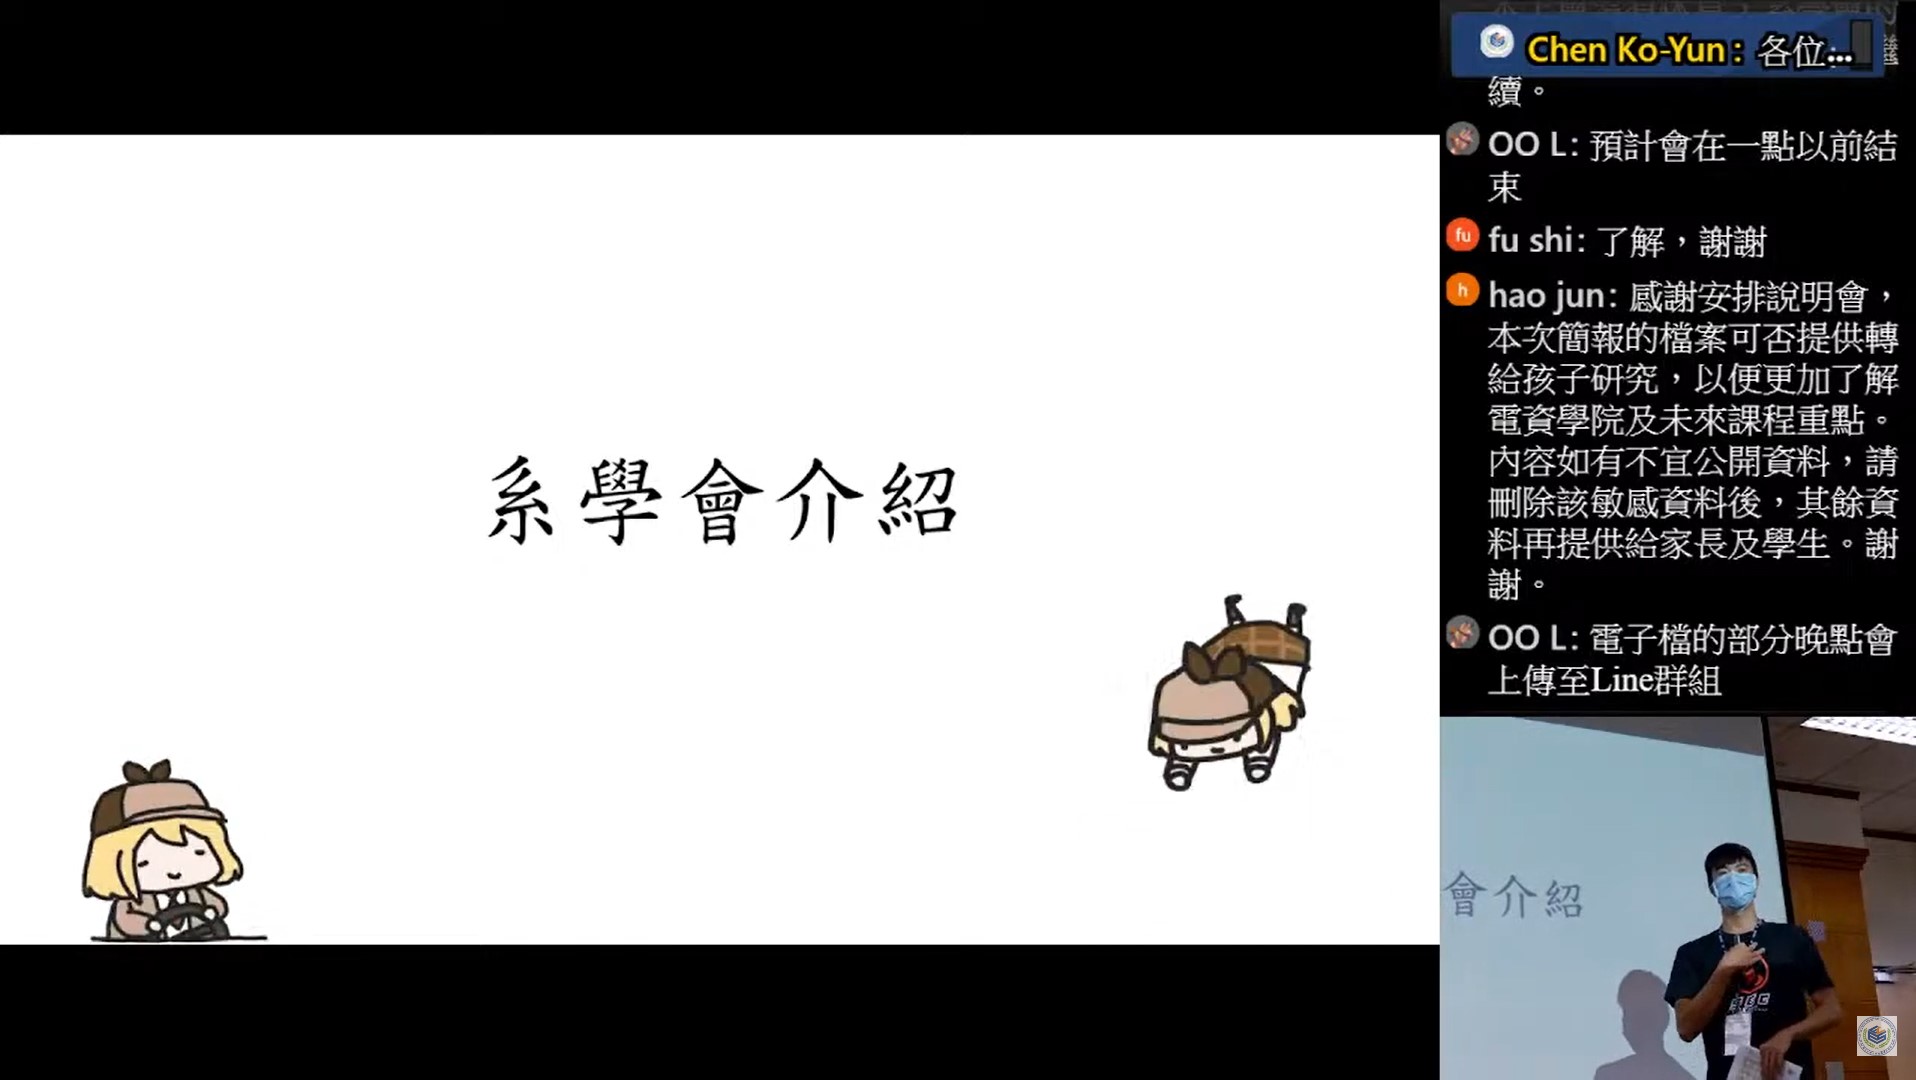 系學會介紹
Chen Ko-Yun : 各位...
續。
OO L: 預計會在一點以前結
束
fu
fu shi: 了解，謝謝
h
hao jun: 感謝安排說明會，
本次簡報的檔案可否提供轉
給孩子研究，以便更加了解
電資學院及未來課程重點。
內容如有不宜公開資料，請
刪除該敏感資料後，其餘資
料再提供給家長及學生。謝
謝。
OO L: 電子檔的部分晚點會
上傳至Line群組
會介紹